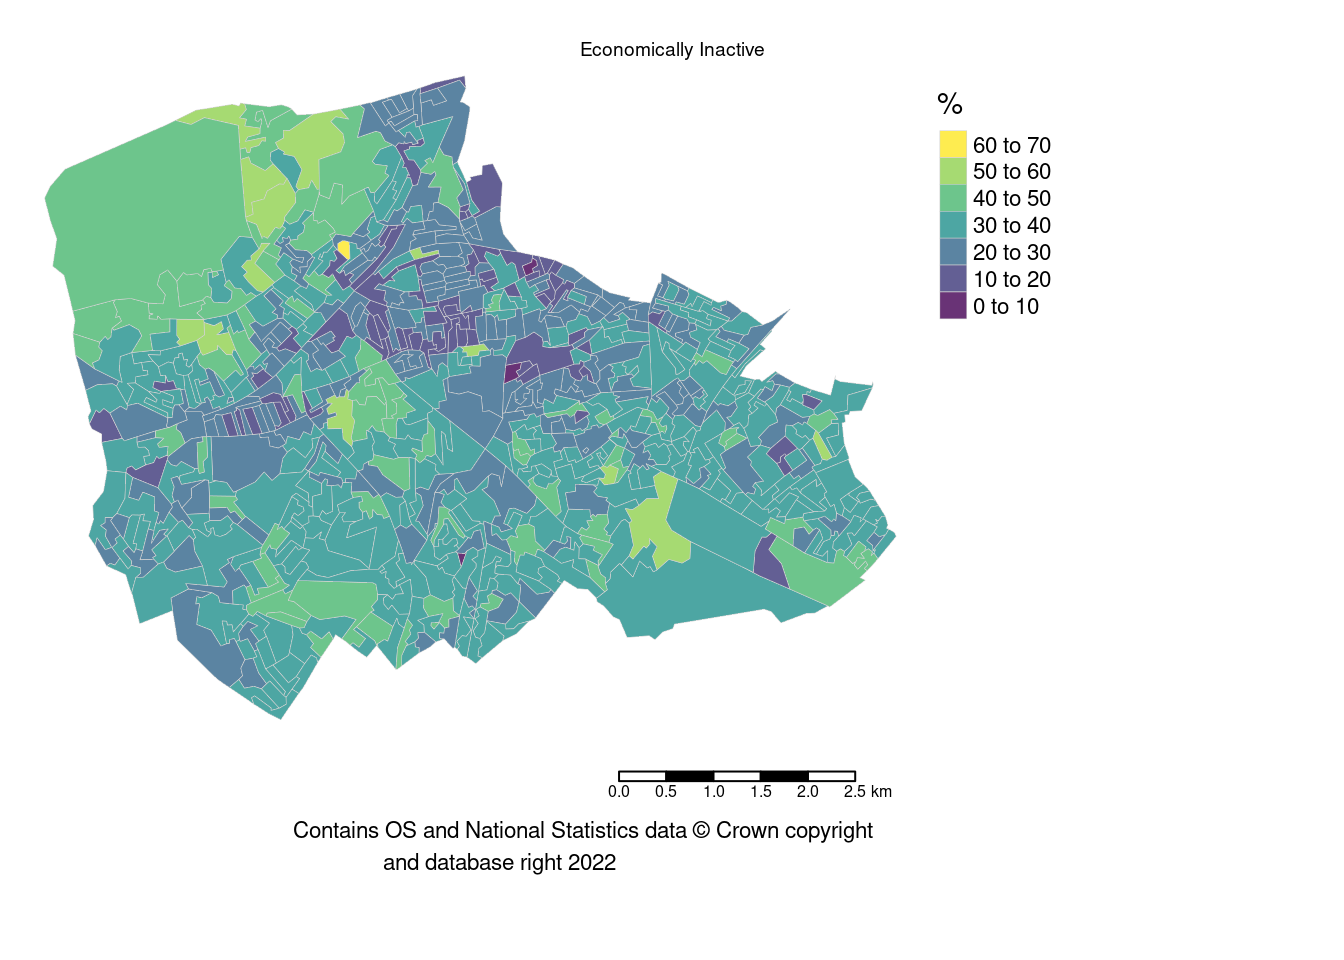 Economically Inactive
%
60 to 70
50 to 60
40 to 50
30 to 40
20 to 30
10 to 20
0 to 10
0.0 0.5 1.0 1.5 2.0 2.5 km
Contains OS and National Statistics data © Crown copyright
and database right 2022